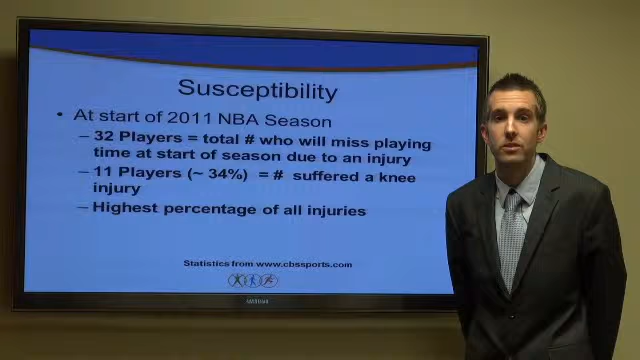 Susceptibility
• At start of 2011 NBA Season
– 32 Players = total # who will miss playing
time at start of season due to an injury
– 11 Players (~ 34%) = # suffered a knee
injury
– Highest percentage of all injuries
Statistics from www.cbssports.com